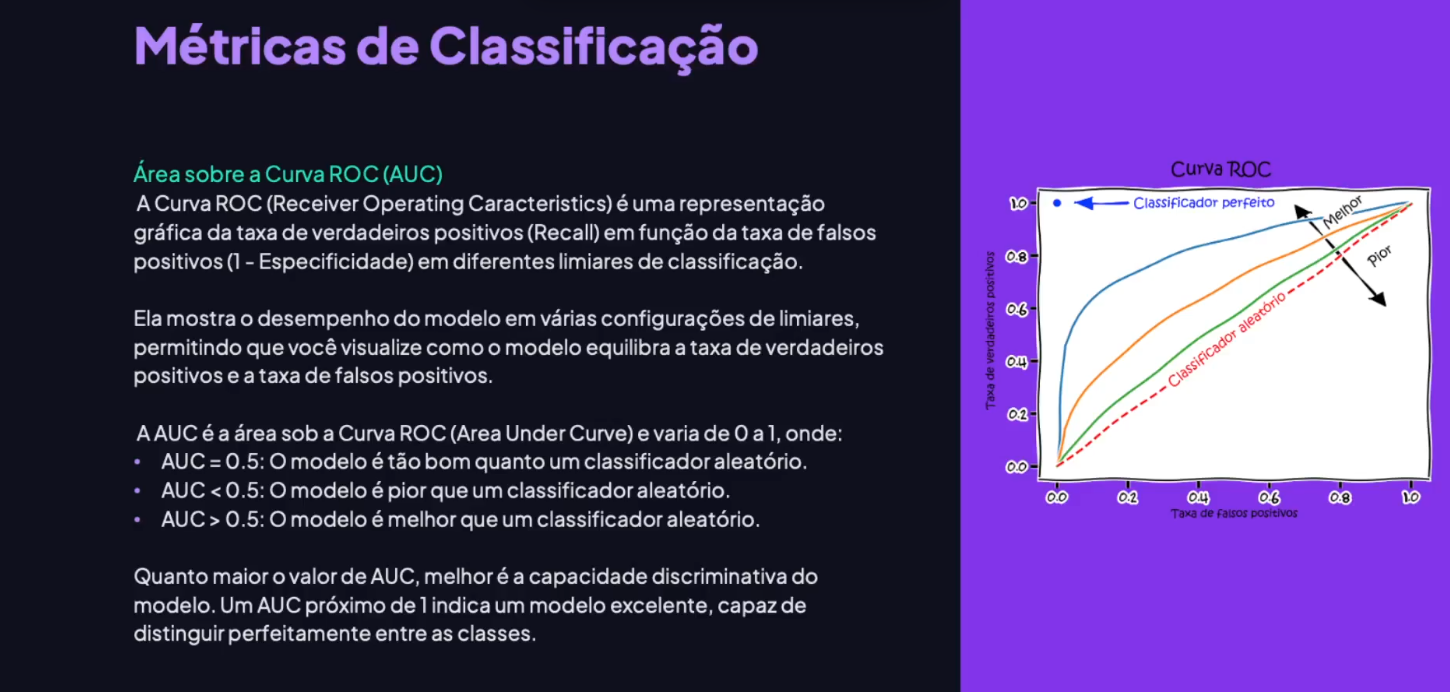 Métricas de Classificação
Área sobre a Curva ROC (AUC)
A Curva ROC (Receiver Operating Caracteristics) é uma representação
gráfica da taxa de verdadeiros positivos (Recall) em função da taxa de falsos
positivos (1 - Especificidade) em diferentes limiares de classificação.
Ela mostra o desempenho do modelo em várias configurações de limiares,
permitindo que você visualize como o modelo equilibra a taxa de verdadeiros
positivos e a taxa de falsos positivos.
A AUC é a área sob a Curva ROC (Area Under Curve) e varia de 0 a 1, onde:
• AUC = 0.5: O modelo é tão bom quanto um classificador aleatório.
• AUC < 0.5: O modelo é pior que um classificador aleatório.
• AUC > 0.5: O modelo é melhor que um classificador aleatório.
Quanto maior o valor de AUC, melhor é a capacidade discriminativa do
modelo. Um AUC próximo de 1 indica um modelo excelente, capaz de
distinguir perfeitamente entre as classes.
Curva ROC
Classificador perfeito
Melhor
Pior
Classificador aleatório
Taxa de verdadeiros positivos
1.0
0.8
0.6
0.4
0.2
0.0
0.0 0.2 0.4 0.6 0.8 1.0
Taxa de falsos positivos